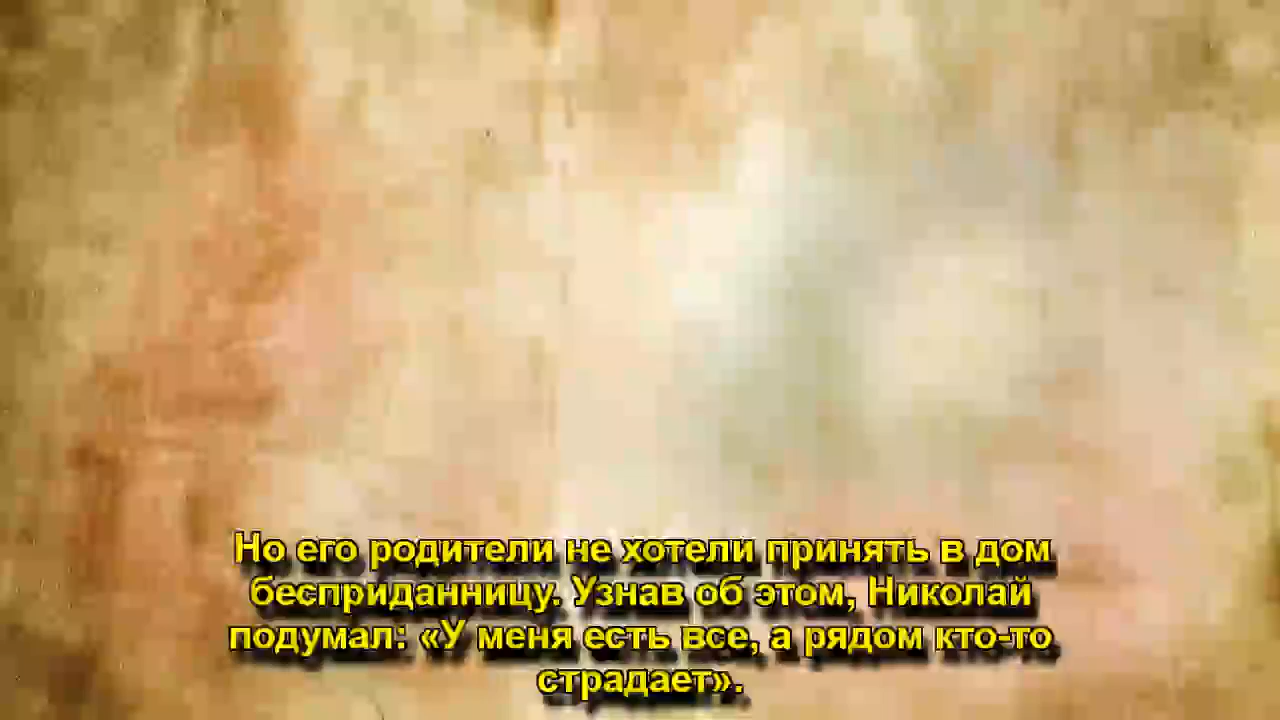 Но его родители не хотели принять в дом
бесприданницу. Узнав об этом, Николай
подумал: «У меня есть все, а рядом кто-то
страдает».